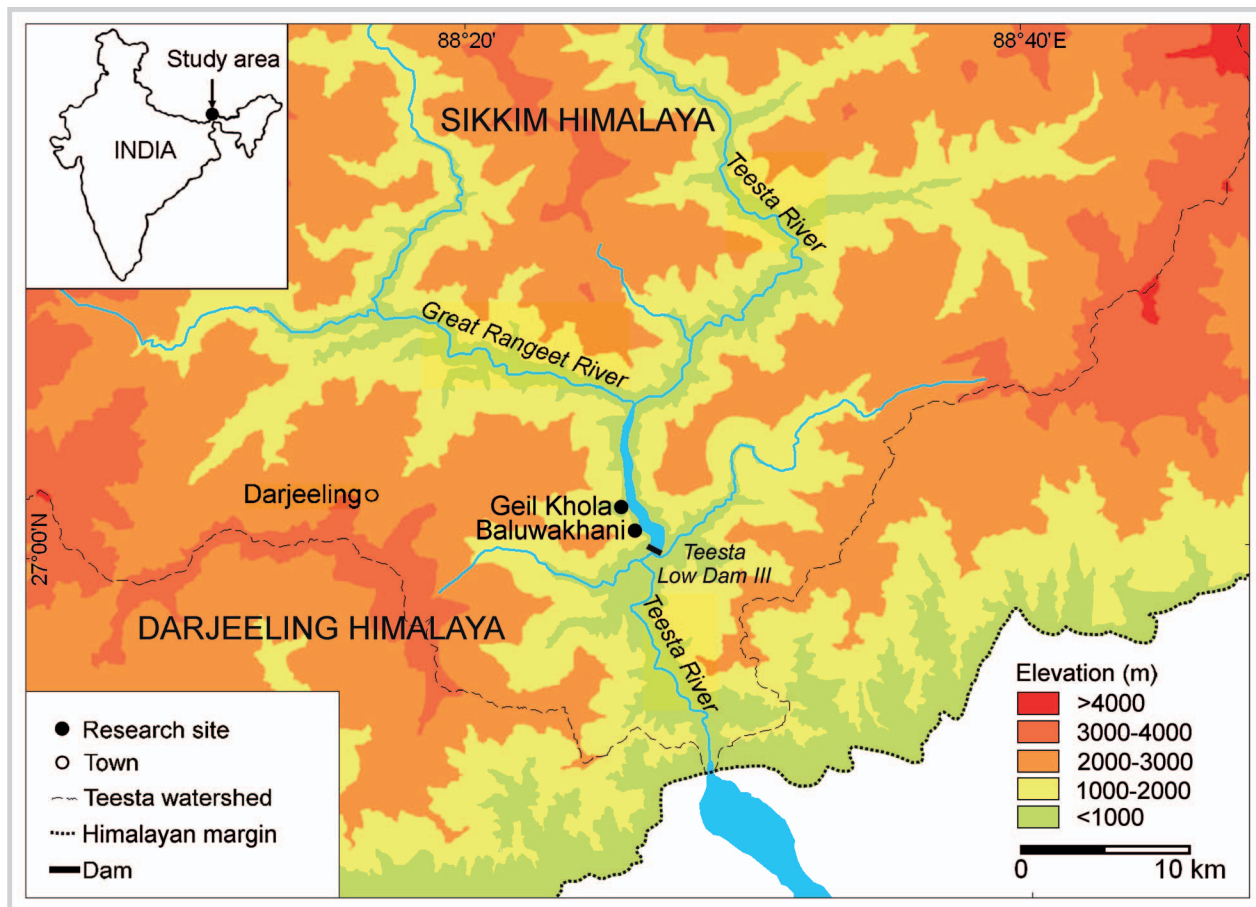 88°20'
88°40'E
Study area
INDIA
SIKKIM HIMALAYA
Teesta River
Great Rangeet River
Darjeeling
Geil Khola
Baluwakhani
27°00'N
Teesta
Low Dam III
DARJEELING HIMALAYA
Teesta River
Research site
Town
Teesta watershed
Himalayan margin
Dam
Elevation (m)
>4000
3000-4000
2000-3000
1000-2000
<1000
0 10 km